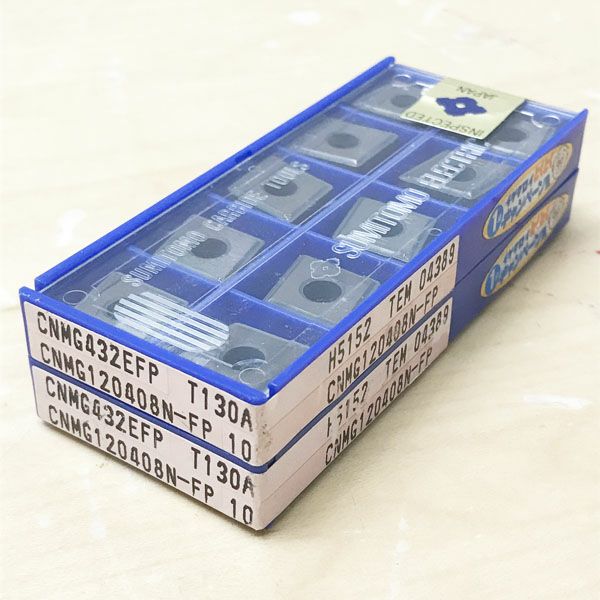 INSPECTED
JAPAN
SUMITOMO ELECTRIC
SUMITOMO CARBIDE TOOLS
CNMG432EFP T130A
CNMG120408N-FP 10
H5152 TEM 04389
CNMG120408N-FP
CNMG432EFP T130A
CNMG120408N-FP 10
H5152 TEM 04389
CNMG120408N-FP